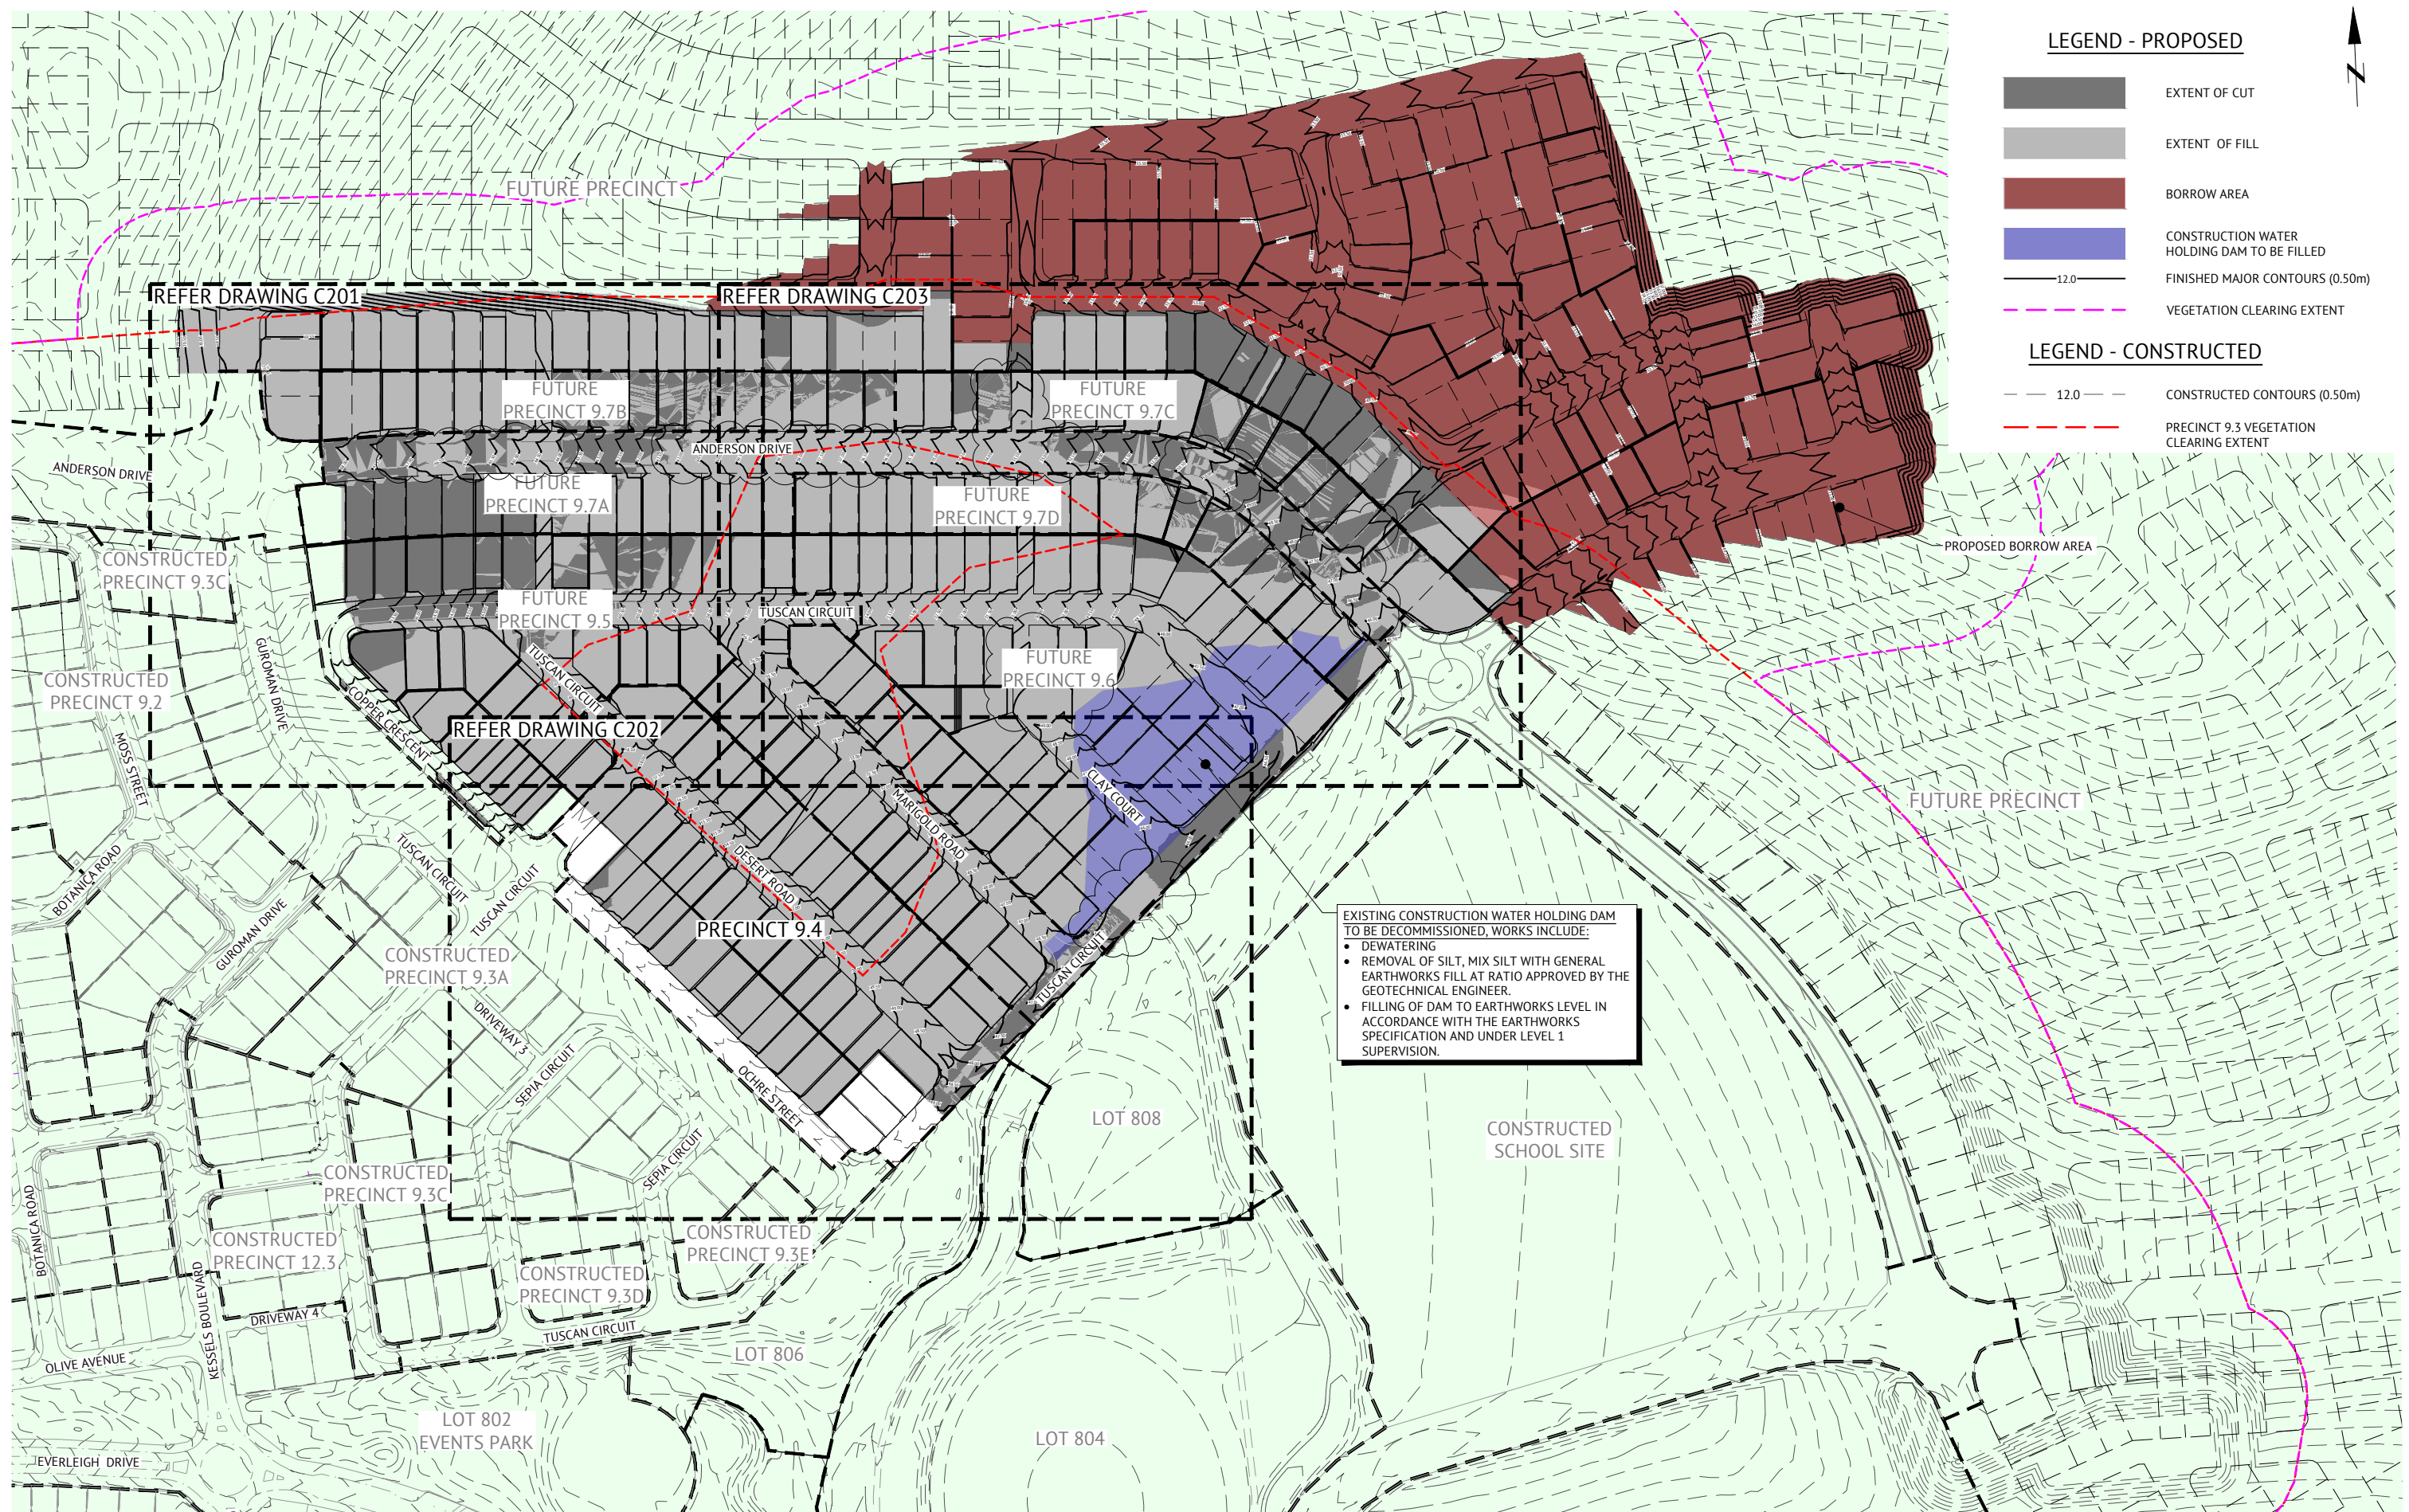 LEGEND - PROPOSED
N
EXTENT OF CUT
EXTENT OF FILL
BORROW AREA
CONSTRUCTION WATER
HOLDING DAM TO BE FILLED
12.0
FINISHED MAJOR CONTOURS (0.50m)
VEGETATION CLEARING EXTENT
LEGEND - CONSTRUCTED
12.0
CONSTRUCTED CONTOURS (0.50m)
PRECINCT 9.3 VEGETATION
CLEARING EXTENT
FUTURE PRECINCT
REFER DRAWING C201
REFER DRAWING C203
FUTURE
PRECINCT 9.7B
FUTURE
PRECINCT 9.7C
ANDERSON DRIVE
ANDERSON DRIVE
FUTURE
PRECINCT 9.7A
FUTURE
PRECINCT 9.7D
PROPOSED BORROW AREA
CONSTRUCTED
PRECINCT 9.3C
FUTURE
PRECINCT 9.5
TUSCAN CIRCUIT
GUROMAN DRIVE
TUSCAN CIRCUIT
FUTURE
PRECINCT 9.6
CONSTRUCTED
PRECINCT 9.2
COPPER CRESCENT
REFER DRAWING C202
MOSS STREET
CLAY COURT
MARIGOLD ROAD
FUTURE PRECINCT
BOTANICA ROAD
TUSCAN CIRCUIT
TUSCAN CIRCUIT
DESERT ROAD
GUROMAN DRIVE
PRECINCT 9.4
EXISTING CONSTRUCTION WATER HOLDING DAM
TO BE DECOMMISSIONED, WORKS INCLUDE:
• DEWATERING
• REMOVAL OF SILT, MIX SILT WITH GENERAL
EARTHWORKS FILL AT RATIO APPROVED BY THE
GEOTECHNICAL ENGINEER.
• FILLING OF DAM TO EARTHWORKS LEVEL IN
ACCORDANCE WITH THE EARTHWORKS
SPECIFICATION AND UNDER LEVEL 1
SUPERVISION.
CONSTRUCTED
PRECINCT 9.3A
TUSCAN CIRCUIT
DRIVEWAY 3
SEPIA CIRCUIT
OCHRE STREET
LOT 808
CONSTRUCTED
SCHOOL SITE
SEPIA CIRCUIT
CONSTRUCTED
PRECINCT 9.3C
BOTANICA ROAD
CONSTRUCTED
PRECINCT 12.3
CONSTRUCTED
PRECINCT 9.3E
CONSTRUCTED
PRECINCT 9.3D
KESSELS BOULEVARD
DRIVEWAY 4
TUSCAN CIRCUIT
OLIVE AVENUE
LOT 806
LOT 802
EVENTS PARK
LOT 804
EVERLEIGH DRIVE